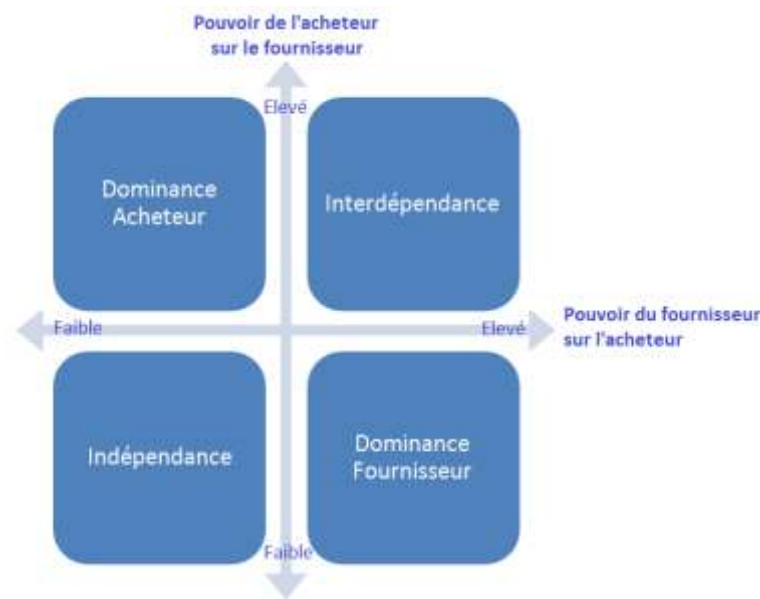 Pouvoir de l'acheteur
sur le fournisseur
Elevé
Dominance
Acheteur
Interdépendance
Faible
Elevé
Pouvoir du fournisseur
sur l'acheteur
Indépendance
Dominance
Fournisseur
Faible